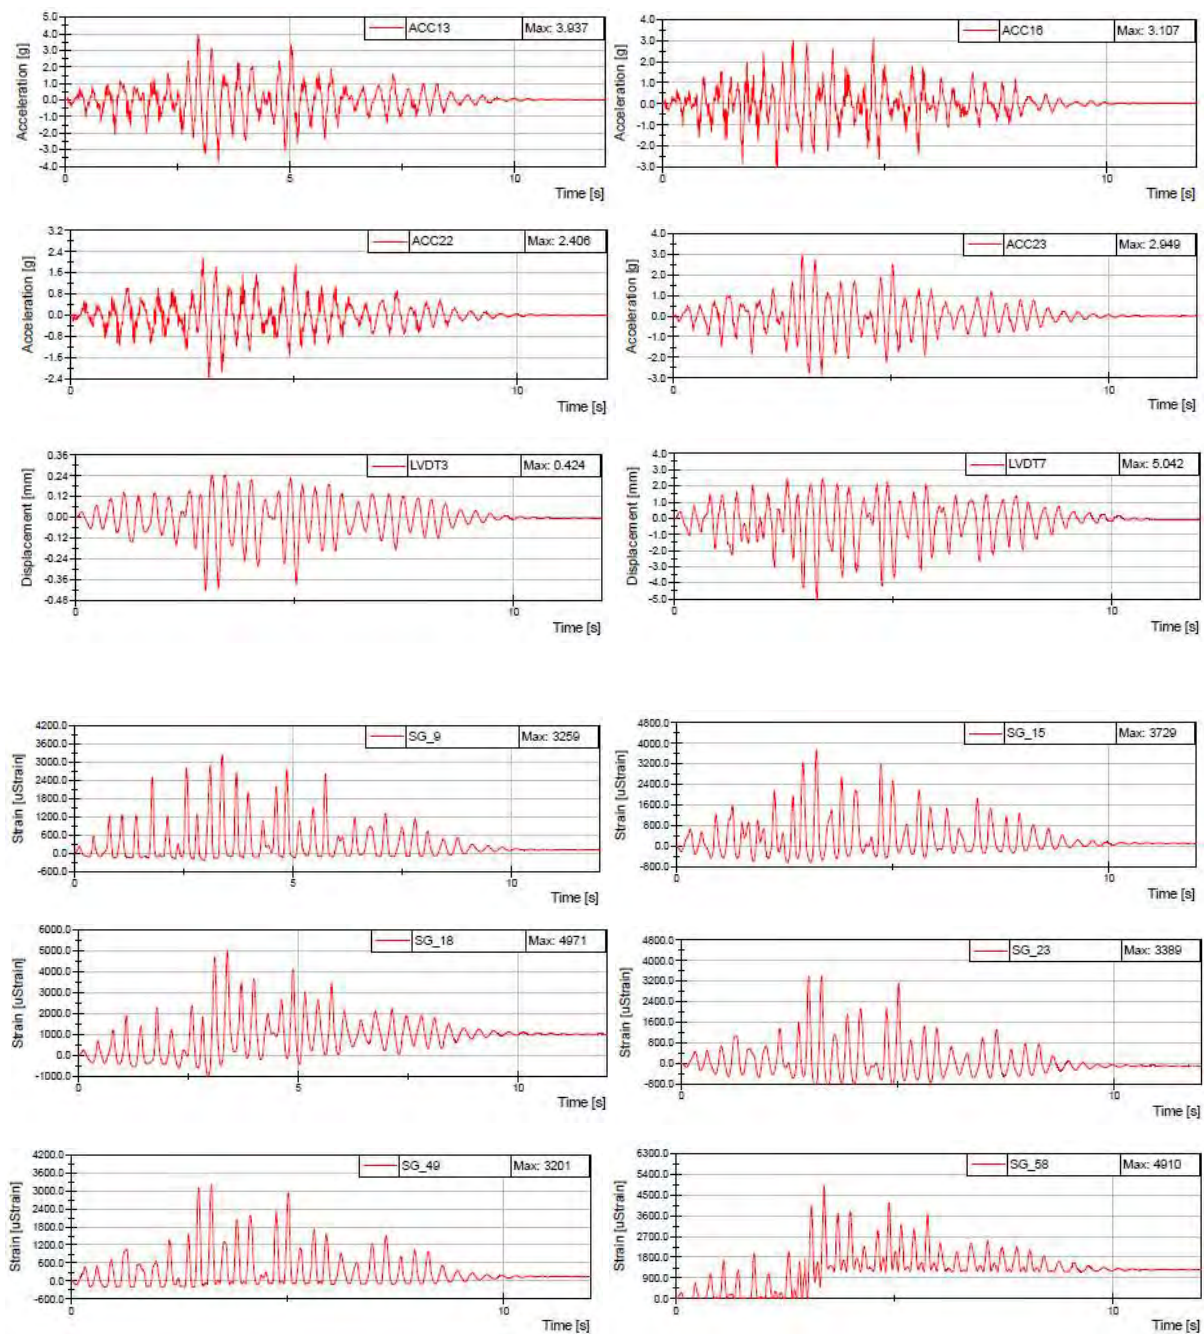 ACC13 Max: 3.937
Acceleration [g]
5.0
4.0
3.0
2.0
1.0
0.0
-1.0
-2.0
-3.0
-4.0
0 5 10
Time [s]
ACC16 Max: 3.107
Acceleration [g]
4.0
3.0
2.0
1.0
0.0
-1.0
-2.0
-3.0
0 10
Time [s]
ACC22 Max: 2.406
Acceleration [g]
3.2
2.4
1.6
0.8
0.0
-0.8
-1.6
-2.4
0 10
Time [s]
ACC23 Max: 2.949
Acceleration [g]
4.0
3.0
2.0
1.0
0.0
-1.0
-2.0
-3.0
0 10
Time [s]
LVDT3 Max: 0.424
Displacement [mm]
0.36
0.24
0.12
0.00
-0.12
-0.24
-0.36
-0.48
0 10
Time [s]
LVDT7 Max: 5.042
Displacement [mm]
4.0
3.0
2.0
1.0
0.0
-1.0
-2.0
-3.0
-4.0
-5.0
0 10
Time [s]
SG_9 Max: 3259
Strain [uStrain]
4200.0
3600.0
3000.0
2400.0
1800.0
1200.0
600.0
0.0
-600.0
0 5 10
Time [s]
SG_15 Max: 3729
Strain [uStrain]
4800.0
4000.0
3200.0
2400.0
1600.0
800.0
0.0
-800.0
0 10
Time [s]
SG_18 Max: 4971
Strain [uStrain]
6000.0
5000.0
4000.0
3000.0
2000.0
1000.0
0.0
-1000.0
0 5 10
Time [s]
SG_23 Max: 3389
Strain [uStrain]
4800.0
4000.0
3200.0
2400.0
1600.0
800.0
0.0
-800.0
0 10
Time [s]
SG_49 Max: 3201
Strain [uStrain]
4200.0
3600.0
3000.0
2400.0
1800.0
1200.0
600.0
0.0
-600.0
0 10
Time [s]
SG_58 Max: 4910
Strain [uStrain]
6300.0
5400.0
4500.0
3600.0
2700.0
1800.0
900.0
0.0
0 10
Time [s]